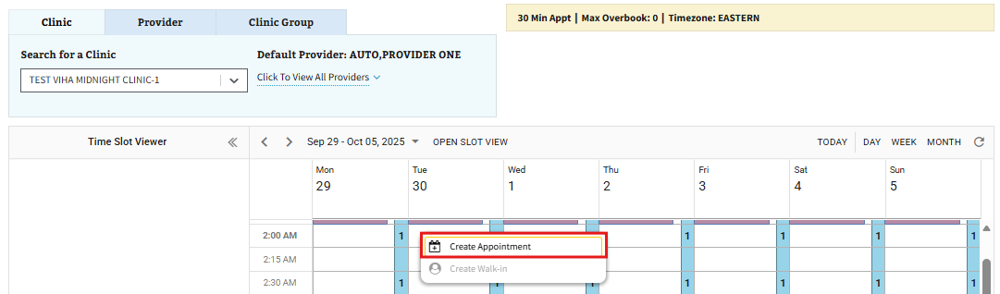 Clinic
Provider
Clinic Group
30 Min Appt | Max Overbook: 0 | Timezone: EASTERN
Search for a Clinic
Default Provider: AUTO,PROVIDER ONE
TEST VIHA MIDNIGHT CLINIC-1
Click To View All Providers
Time Slot Viewer
Sep 29 - Oct 05, 2025
OPEN SLOT VIEW
TODAY
DAY
WEEK
MONTH
Mon
29
Tue
30
Wed
1
Thu
2
Fri
3
Sat
4
Sun
5
2:00 AM
1
1
1
1
1
Create Appointment
2:15 AM
Create Walk-in
2:30 AM
1
1
1
1
1
1
1